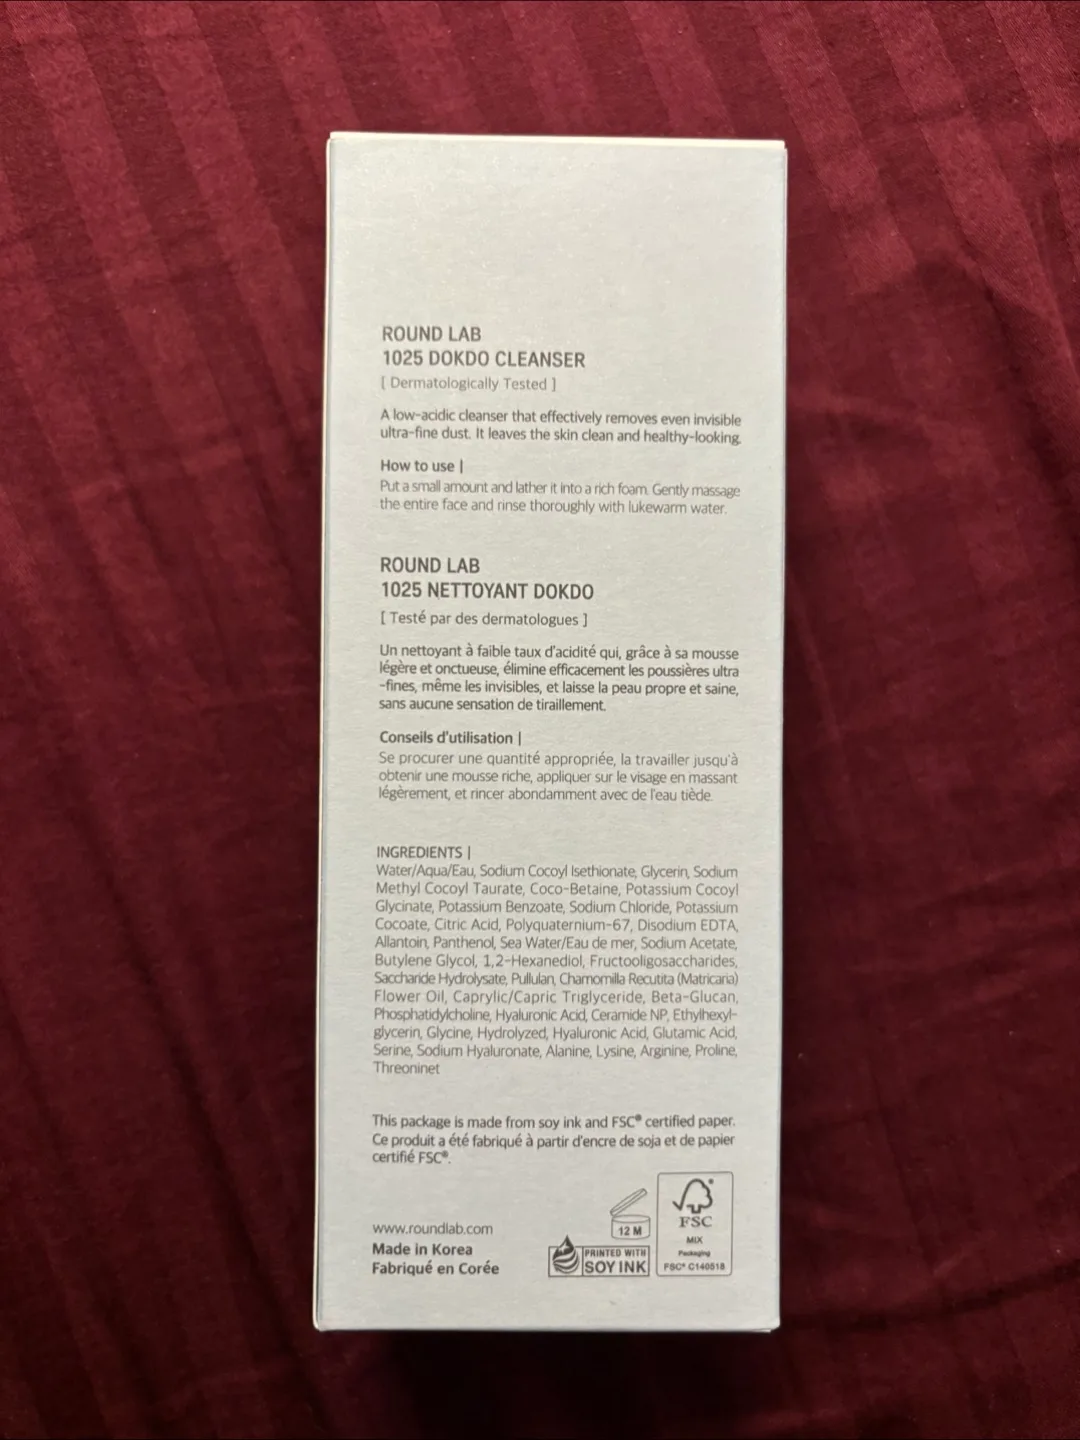 ROUND LAB
1025 DOKDO CLEANSER
[ Dermatologically Tested ]
A low-acidic cleanser that effectively removes even invisible
ultra-fine dust. It leaves the skin clean and healthy-looking.
How to use |
Put a small amount and lather it into a rich foam. Gently massage
the entire face and rinse thoroughly with lukewarm water.
ROUND LAB
1025 NETTOYANT DOKDO
[ Testé par des dermatologues ]
Un nettoyant à faible taux d'acidité qui, grâce à sa mousse
légère et onctueuse, élimine efficacement les poussières ultra
-fines, même les invisibles, et laisse la peau propre et saine,
sans aucune sensation de tiraillement.
Conseils d'utilisation |
Se procurer une quantité appropriée, la travailler jusqu'à
obtenir une mousse riche, appliquer sur le visage en massant
légèrement, et rincer abondamment avec de l'eau tiède.
INGREDIENTS |
Water/Aqua/Eau, Sodium Cocoyl Isethionate, Glycerin, Sodium
Methyl Cocoyl Taurate, Coco-Betaine, Potassium Cocoyl
Glycinate, Potassium Benzoate, Sodium Chloride, Potassium
Cocoate, Citric Acid, Polyquaternium-67, Disodium EDTA,
Allantoin, Panthenol, Sea Water/Eau de mer, Sodium Acetate,
Butylene Glycol, 1,2-Hexanediol, Fructooligosaccharides,
Saccharide Hydrolysate, Pullulan, Chamomilla Recutita (Matricaria)
Flower Oil, Caprylic/Capric Triglyceride, Beta-Glucan,
Phosphatidylcholine, Hyaluronic Acid, Ceramide NP, Ethylhexyl-
glycerin, Glycine, Hydrolyzed, Hyaluronic Acid, Glutamic Acid,
Serine, Sodium Hyaluronate, Alanine, Lysine, Arginine, Proline,
Threoninet
This package is made from soy ink and FSC® certified paper.
Ce produit a été fabriqué à partir d'encre de soja et de papier
certifié FSC®.
www.roundlab.com
Made in Korea
Fabriqué en Corée
12 M
PRINTED WITH
SOY INK
FSC
MIX
Packaging
FSC® C140518